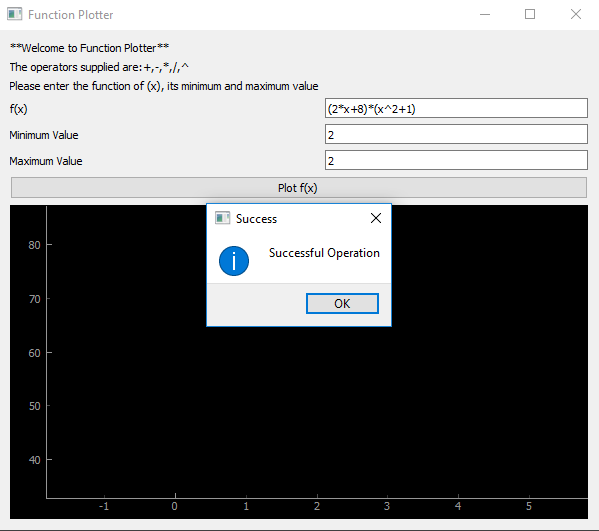 Function Plotter
**Welcome to Function Plotter**
The operators supplied are:+,-,*,/,^
Please enter the function of (x), its minimum and maximum value
f(x)
(2*x+8)*(x^2+1)
Minimum Value
2
Maximum Value
2
Plot f(x)
Success
Successful Operation
OK
80
70
60
50
40
-1 0 1 2 3 4 5